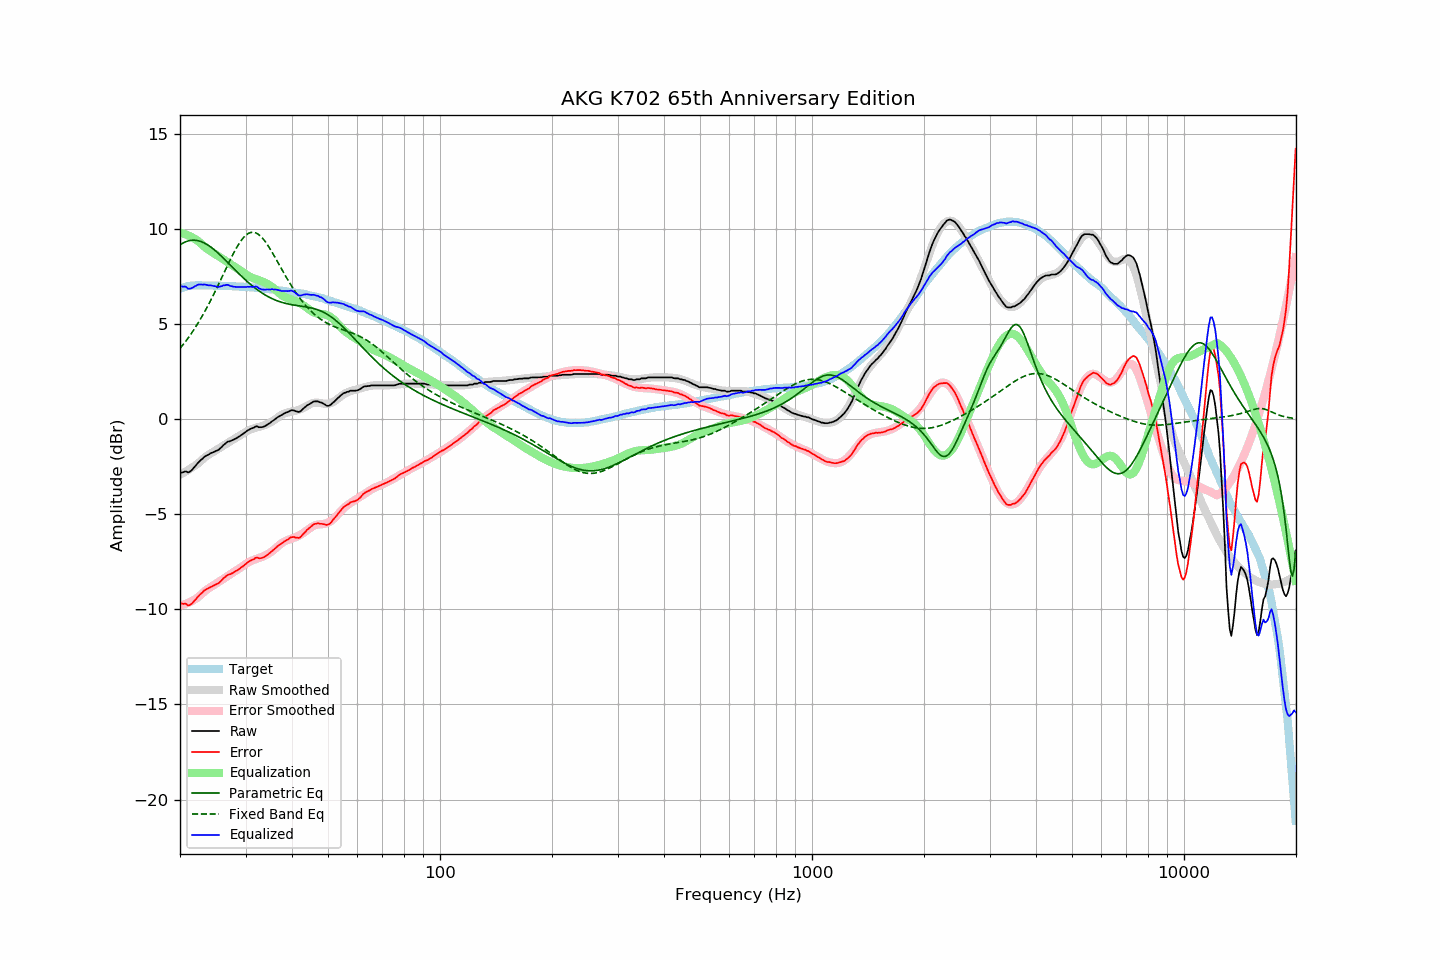 AKG K702 65th Anniversary Edition
Amplitude (dBr)
15
10
5
0
−5
−10
−15
−20
Target
Raw Smoothed
Error Smoothed
Raw
Error
Equalization
Parametric Eq
Fixed Band Eq
Equalized
100
1000
10000
Frequency (Hz)